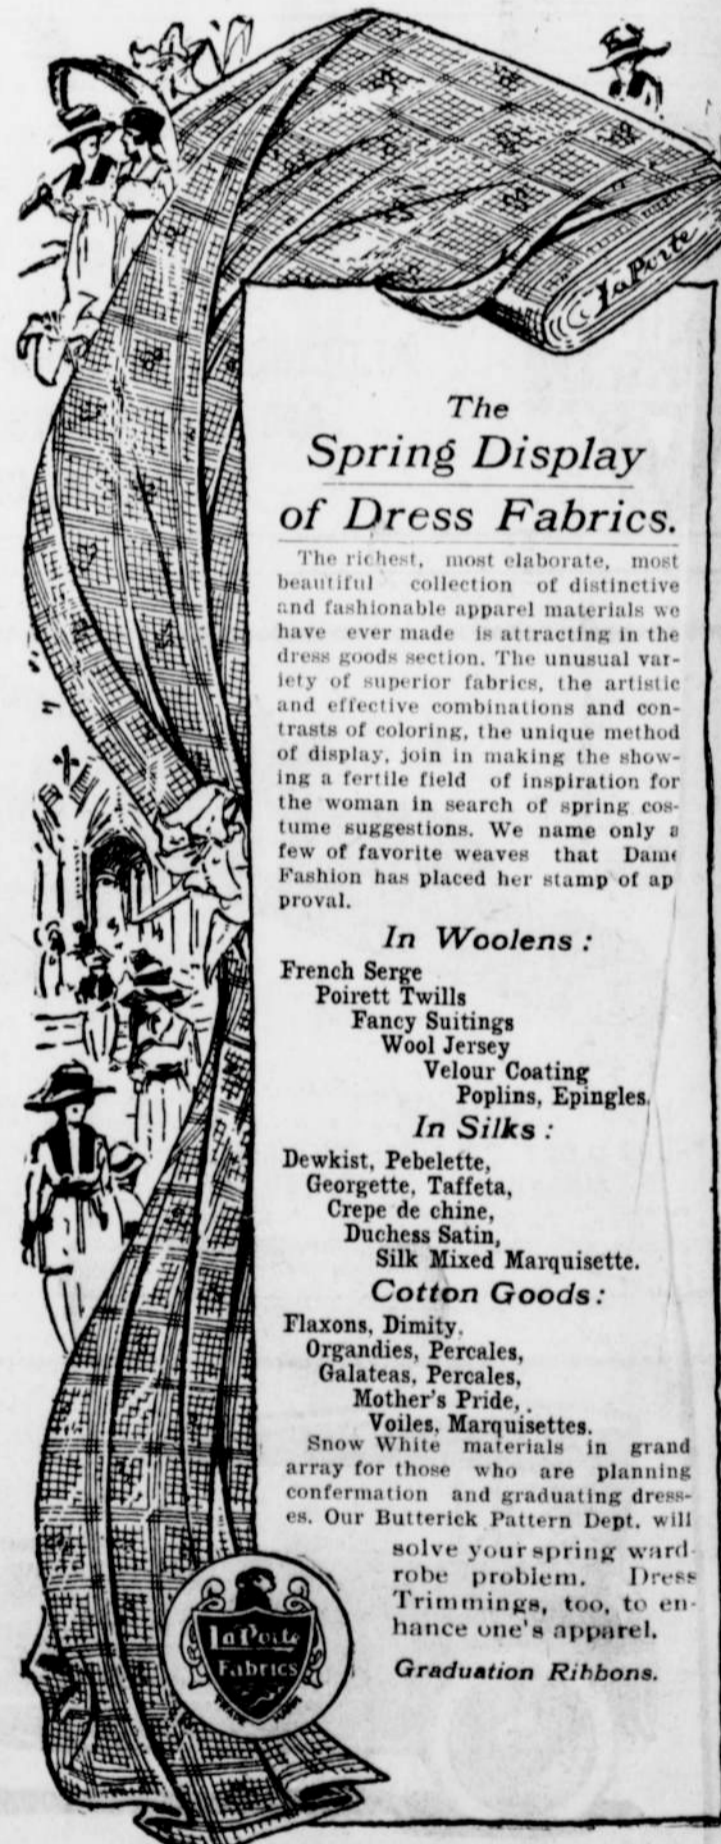 LaPorte
The
Spring Display
of Dress Fabrics.
The richest, most elaborate, most
beautiful collection of distinctive
and fashionable apparel materials we
have ever made is attracting in the
dress goods section. The unusual var-
iety of superior fabrics, the artistic
and effective combinations and con-
trasts of coloring, the unique method
of display, join in making the show-
ing a fertile field of inspiration for
the woman in search of spring cos-
tume suggestions. We name only a
few of favorite weaves that Dame
Fashion has placed her stamp of ap
proval.
In Woolens:
French Serge
Poirett Twills
Fancy Suitings
Wool Jersey
Velour Coating
Poplins, Epingles.
In Silks:
Dewkist, Pebelette,
Georgette, Taffeta,
Crepe de chine,
Duchess Satin,
Silk Mixed Marquisette.
Cotton Goods:
Flaxons, Dimity,
Organdies, Percales,
Galateas, Percales,
Mother's Pride,
Voiles, Marquisettes.
Snow White materials in grand
array for those who are planning
confermation and graduating dress-
es. Our Butterick Pattern Dept. will
solve your spring ward-
robe problem. Dress
Trimmings, too, to en-
hance one's apparel.
Graduation Ribbons.
LaPorte
Fabrics
TRADE MARK